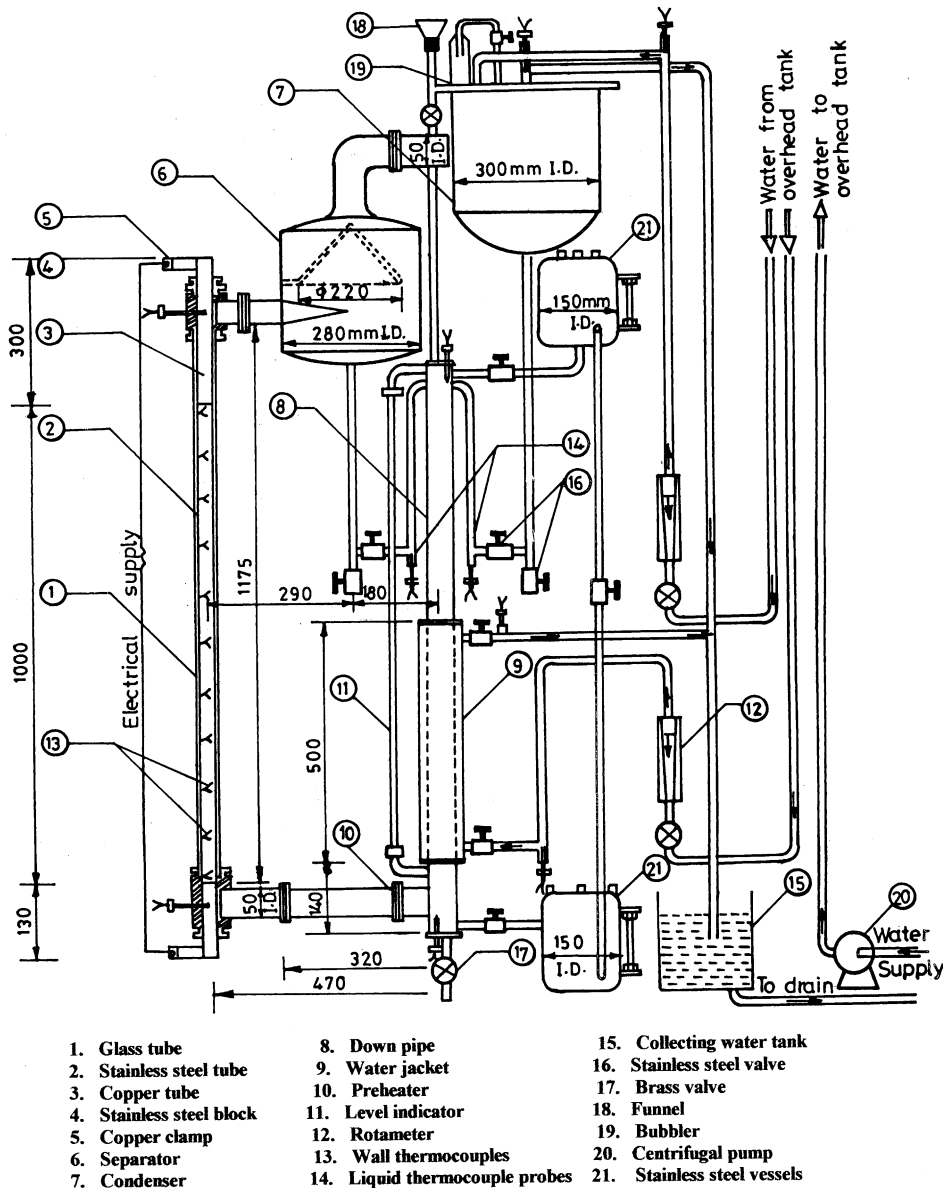 18
19
7
6
5
4
3
2
1
13
8
14
16
21
9
11
12
10
21
17
15
20
50
I.D.
300mm I.D.
Water from
overhead tank
Water to
overhead tank
150mm
I.D.
ϕ220
280mm I.D.
300
1000
130
1175
Electrical supply
290
180
500
140
50
I.D.
320
470
150
I.D.
To drain
Water
Supply
1. Glass tube
2. Stainless steel tube
3. Copper tube
4. Stainless steel block
5. Copper clamp
6. Separator
7. Condenser
8. Down pipe
9. Water jacket
10. Preheater
11. Level indicator
12. Rotameter
13. Wall thermocouples
14. Liquid thermocouple probes
15. Collecting water tank
16. Stainless steel valve
17. Brass valve
18. Funnel
19. Bubbler
20. Centrifugal pump
21. Stainless steel vessels